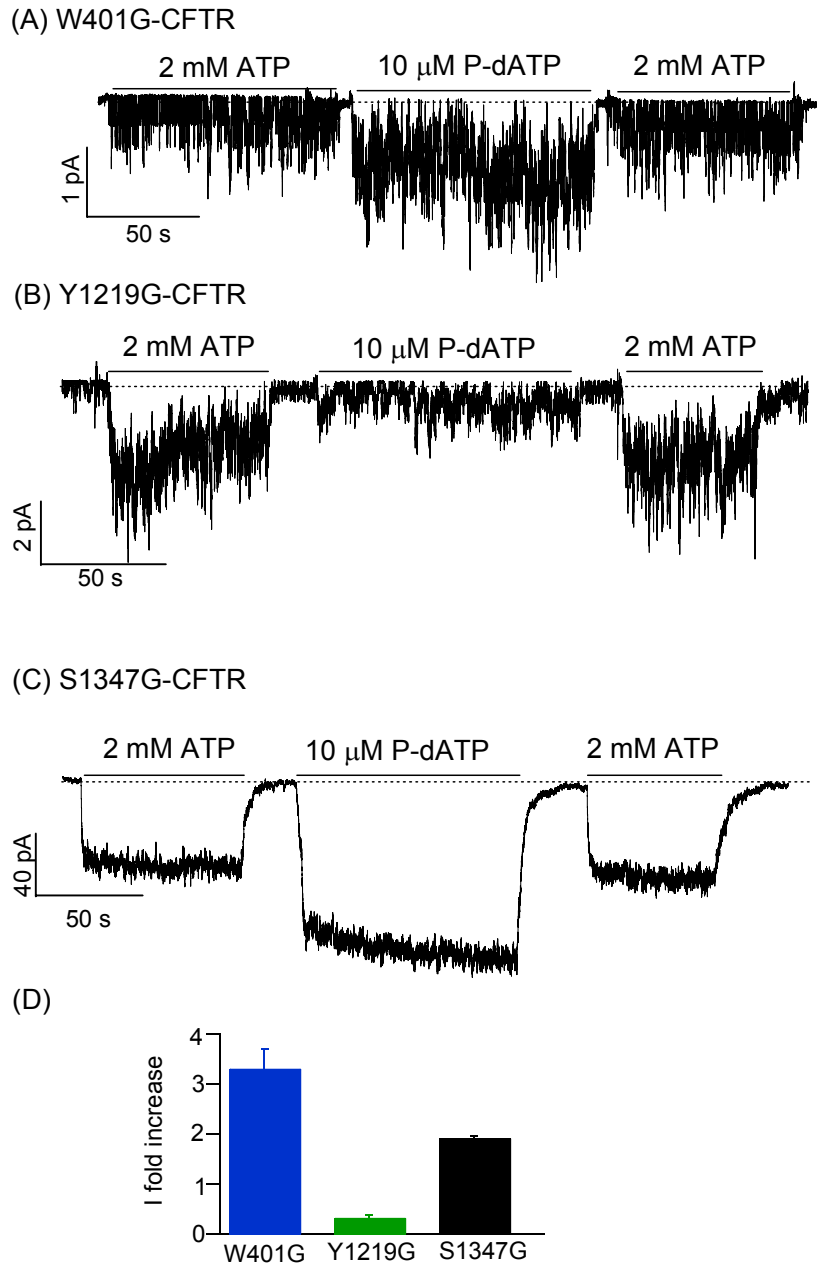 (A) W401G-CFTR
2 mM ATP 10 μM P-dATP 2 mM ATP
1 pA
50 s
(B) Y1219G-CFTR
2 mM ATP 10 μM P-dATP 2 mM ATP
2 pA
50 s
(C) S1347G-CFTR
2 mM ATP 10 μM P-dATP 2 mM ATP
40 pA
50 s
(D)
I fold increase
4
3
2
1
0
W401G Y1219G S1347G